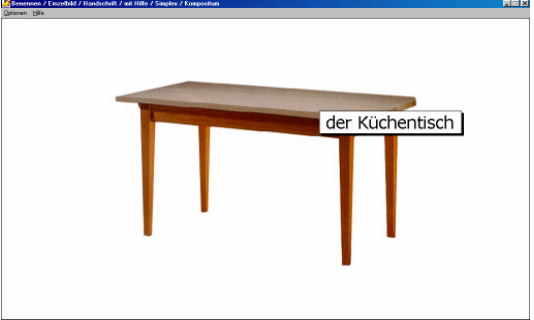 Benennen / Einzelbild / Handschrift / mit Hilfe / Simplex / Kompositum
Optionen Hilfe
der Küchentisch